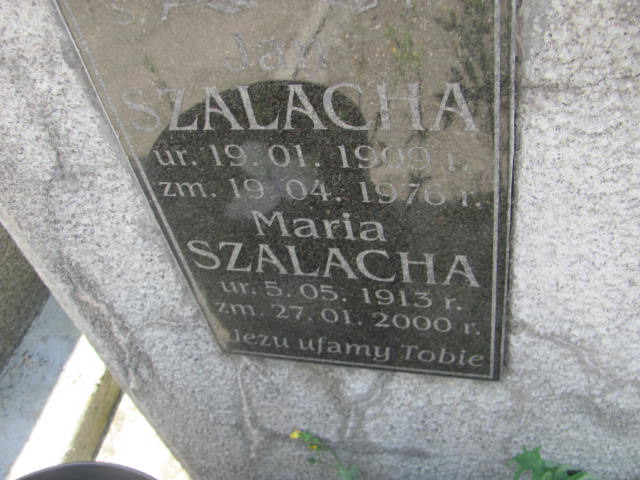 Jan
SZALACHA
ur. 19.01.1909 r.
zm. 19.04.1976 r.
Maria
SZALACHA
ur. 5.05.1913 r.
zm. 27.01.2000 r.
Jezu ufamy Tobie